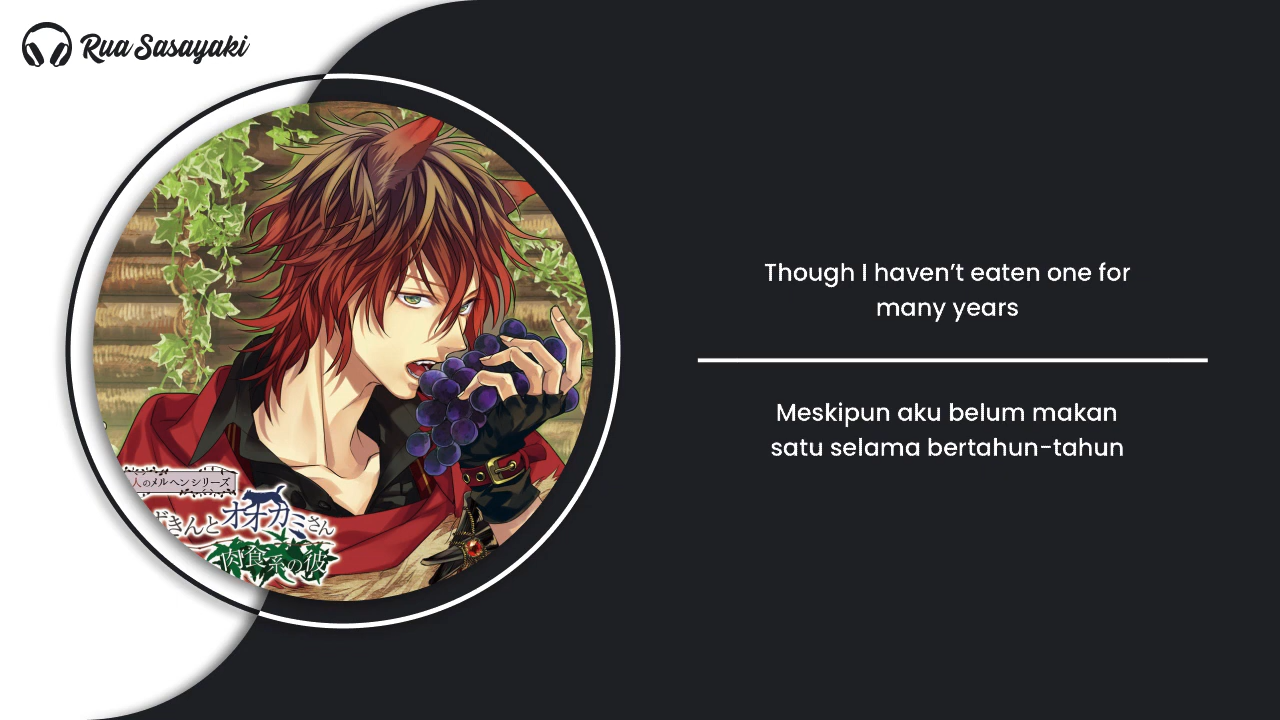 Rua Sasayaki
Though I haven't eaten one for
many years
Meskipun aku belum makan
satu selama bertahun-tahun
人のメルヘンシリーズ
ずきんとオオカミさん
肉食系の彼